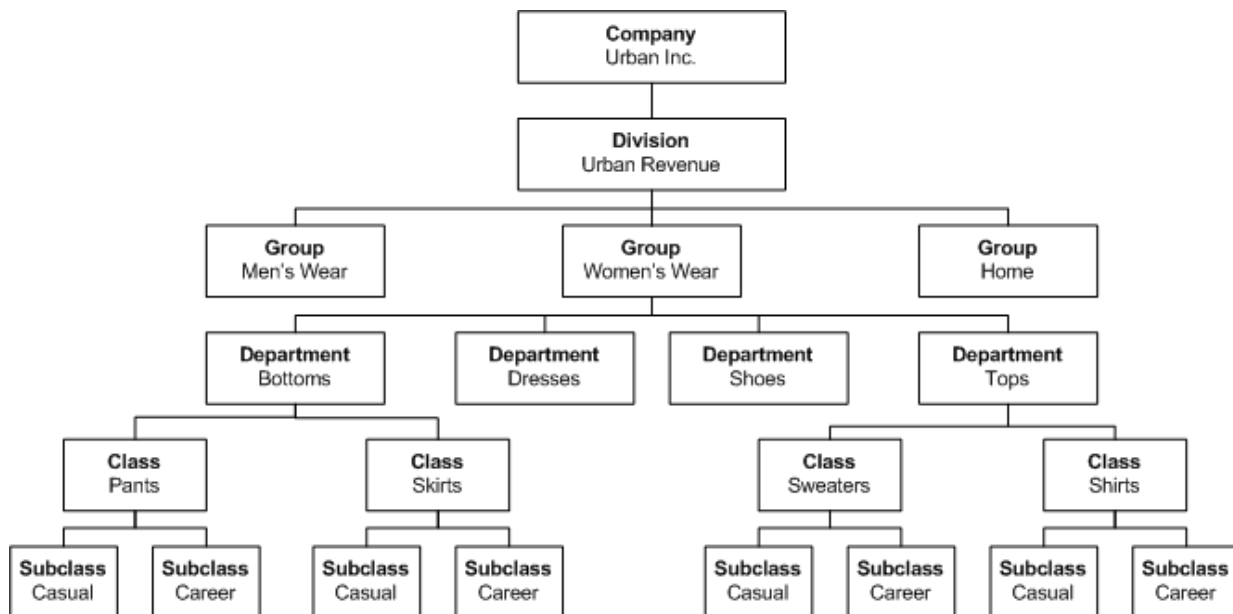 Company
Urban Inc.
Division
Urban Revenue
Group
Men's Wear
Group
Women's Wear
Group
Home
Department
Bottoms
Department
Dresses
Department
Shoes
Department
Tops
Class
Pants
Class
Skirts
Class
Sweaters
Class
Shirts
Subclass
Casual
Subclass
Career
Subclass
Casual
Subclass
Career
Subclass
Casual
Subclass
Career
Subclass
Casual
Subclass
Career